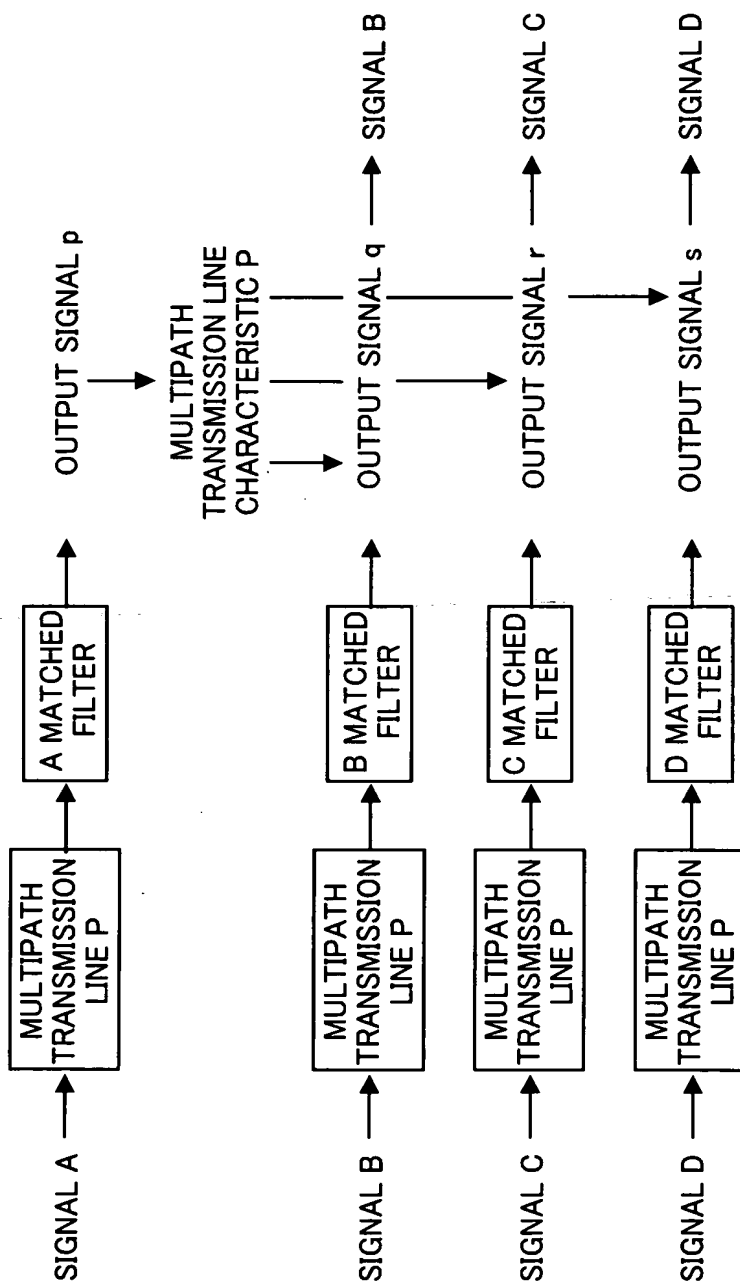 SIGNAL A
MULTIPATH
TRANSMISSION
LINE P
A MATCHED
FILTER
OUTPUT SIGNAL p
MULTIPATH
TRANSMISSION LINE
CHARACTERISTIC P
SIGNAL B
MULTIPATH
TRANSMISSION
LINE P
B MATCHED
FILTER
OUTPUT SIGNAL q
SIGNAL B
SIGNAL C
MULTIPATH
TRANSMISSION
LINE P
C MATCHED
FILTER
OUTPUT SIGNAL r
SIGNAL C
SIGNAL D
MULTIPATH
TRANSMISSION
LINE P
D MATCHED
FILTER
OUTPUT SIGNAL s
SIGNAL D